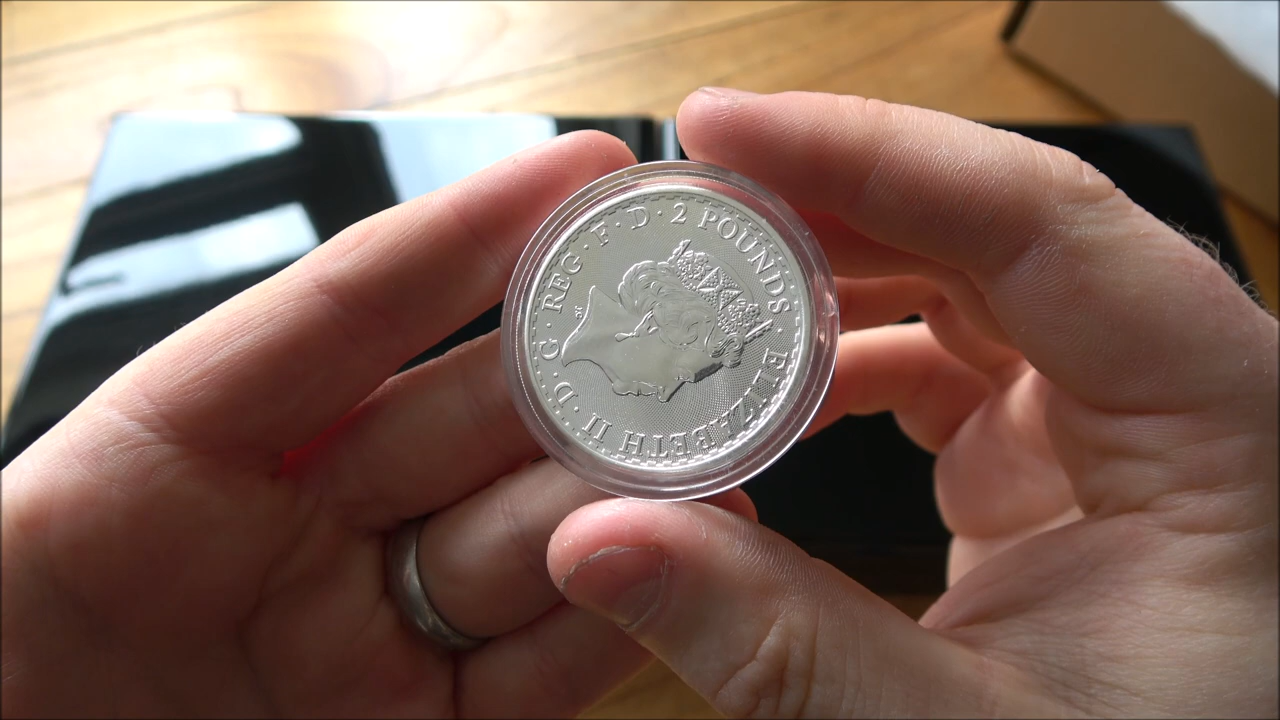 ELIZABETH II · D · G · REG · F · D · 2 POUNDS ·